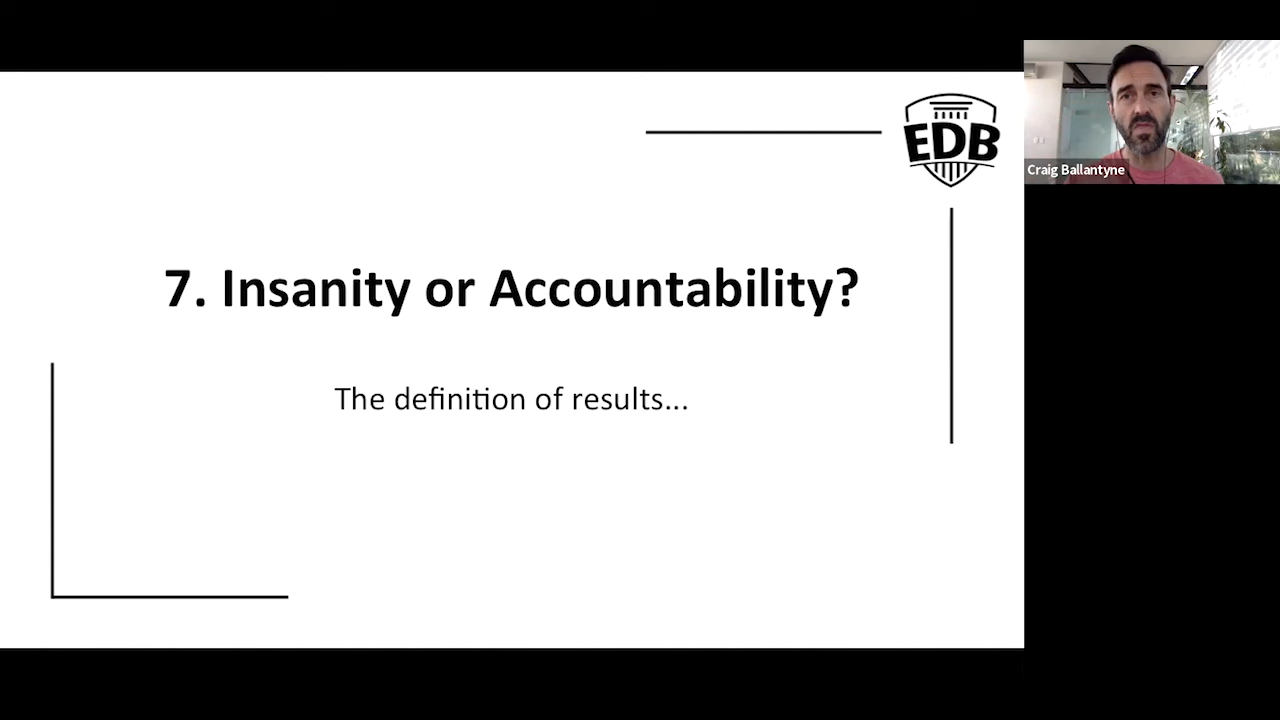 EDB
Craig Ballantyne
7. Insanity or Accountability?
The definition of results...